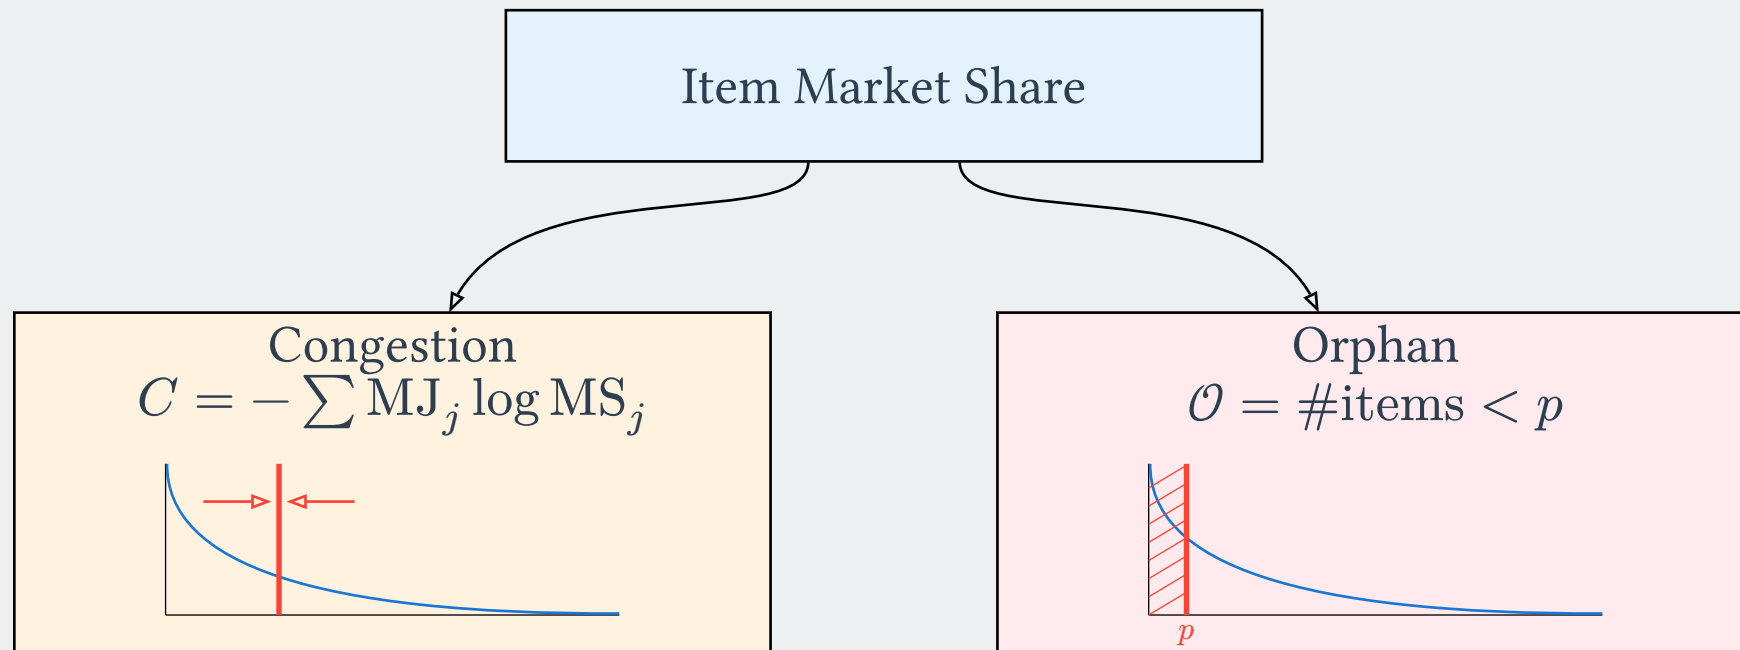 Item Market Share
Congestion
C = − ∑ MJ_j log MS_j
Orphan
𝒪 = #items < p
p